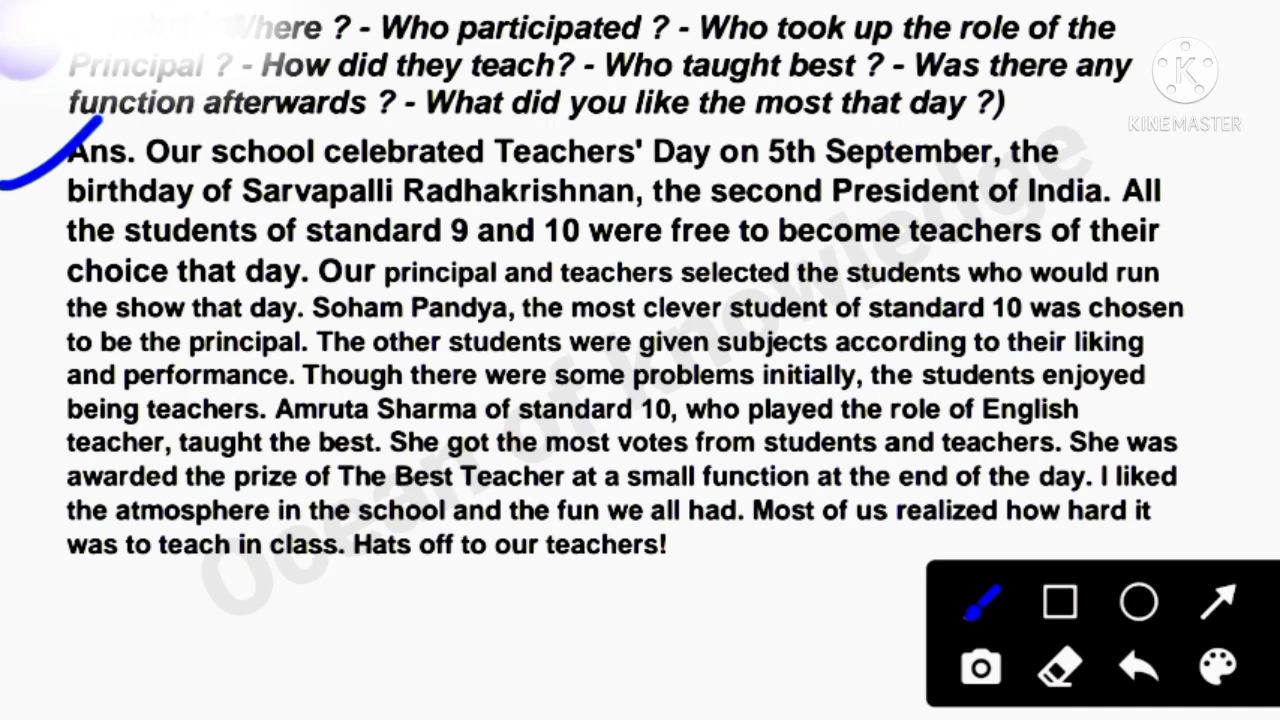 Where ? - Who participated ? - Who took up the role of the
Principal ? - How did they teach? - Who taught best ? - Was there any
function afterwards ? - What did you like the most that day ?)
KINEMASTER
Ans. Our school celebrated Teachers' Day on 5th September, the
birthday of Sarvapalli Radhakrishnan, the second President of India. All
the students of standard 9 and 10 were free to become teachers of their
choice that day. Our principal and teachers selected the students who would run
the show that day. Soham Pandya, the most clever student of standard 10 was chosen
to be the principal. The other students were given subjects according to their liking
and performance. Though there were some problems initially, the students enjoyed
being teachers. Amruta Sharma of standard 10, who played the role of English
teacher, taught the best. She got the most votes from students and teachers. She was
awarded the prize of The Best Teacher at a small function at the end of the day. I liked
the atmosphere in the school and the fun we all had. Most of us realized how hard it
was to teach in class. Hats off to our teachers!
Ocean of knowledge